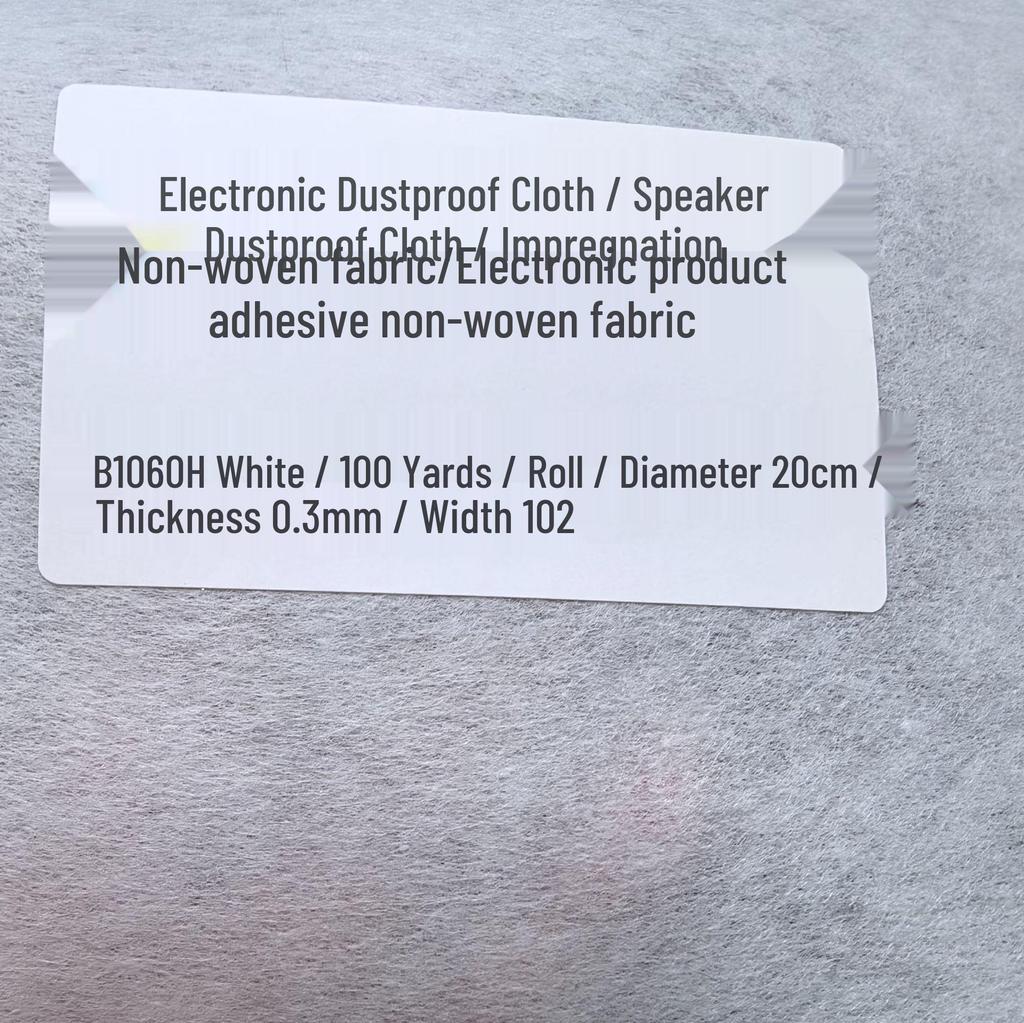 Electronic Dustproof Cloth / Speaker
Dustproof Cloth / Impregnation
Non-woven fabric/Electronic product
adhesive non-woven fabric
B1060H White / 100 Yards / Roll / Diameter 20cm /
Thickness 0.3mm / Width 102